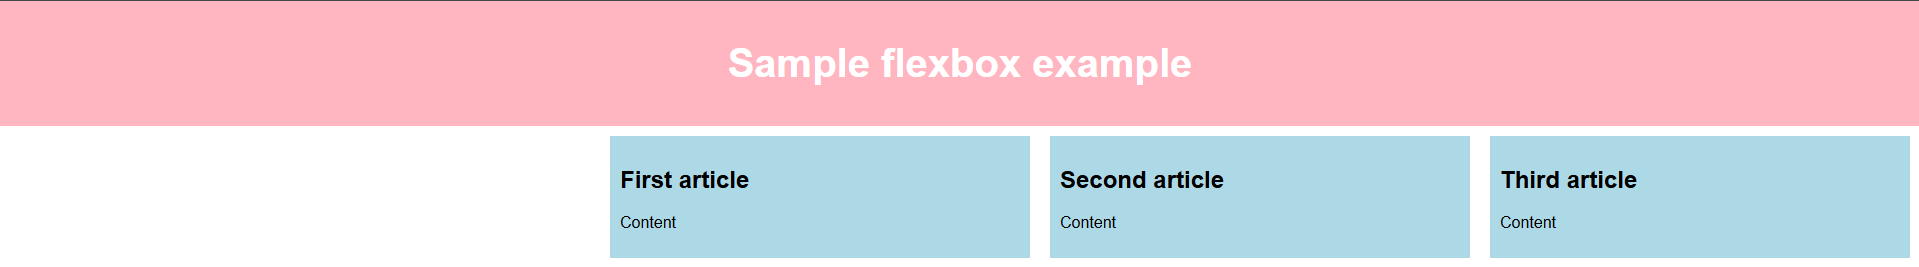 Sample flexbox example
First article
Content
Second article
Content
Third article
Content